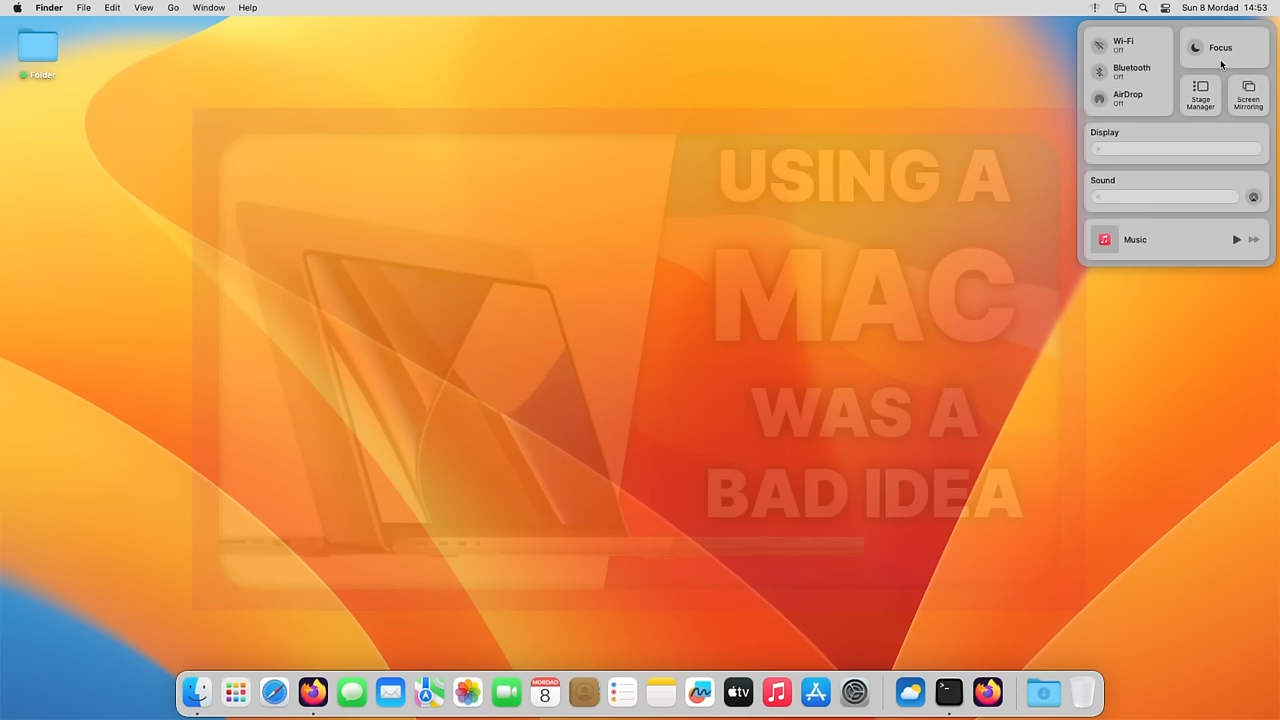 Finder File Edit View Go Window Help Sun 8 Mordad 14:53
Folder
Wi-Fi
Off
Bluetooth
Off
AirDrop
Off
Focus
Stage
Manager
Screen
Mirroring
Display
Sound
Music
USING A
MAC
WAS A
BAD IDEA
MORDAD
8
tv